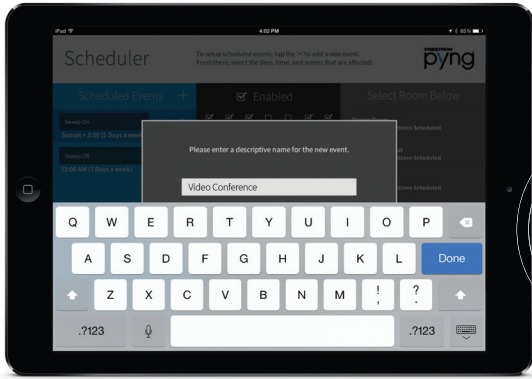 iPad
4:02 PM
85%
Scheduler
To setup scheduled events, tap the '+' to add a new event.
From there, select the days, time, and scenes that are affected.
CRESTRON
pyng
Scheduled Events +
Enabled
Select Room Below
Sweep On
Sunset + 3:00 (5 Days a week)
Sweep Off
12:00 AM (7 Days a week)
Scheduled
Scheduled
Please enter a descriptive name for the new event.
Video Conference
Q W E R T Y U I O P
A S D F G H J K L Done
Z X C V B N M ! , ? .
.?123 .?123